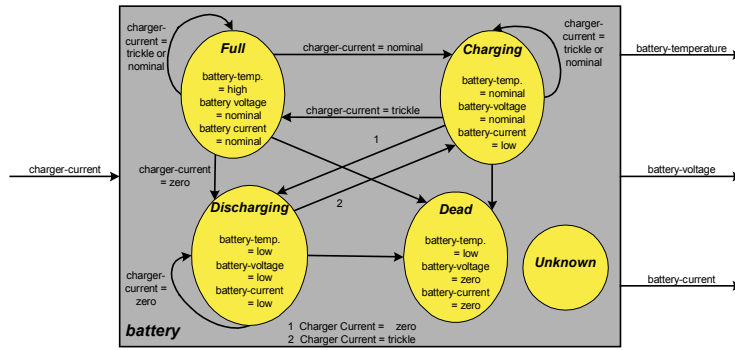 charger-
current =
trickle or
nominal
Full
battery-temp.
= high
battery voltage
= nominal
battery current
= nominal
charger-current = nominal
Charging
battery-temp.
= nominal
battery-voltage
= nominal
battery-current
= low
charger-
current =
trickle or
nominal
battery-temperature
charger-current = trickle
1
charger-current
charger-current
= zero
2
battery-voltage
Discharging
battery-temp.
= low
battery-voltage
= low
battery-current
= low
Dead
battery-temp.
= low
battery-voltage
= zero
battery-current
= zero
Unknown
charger-
current =
zero
battery-current
battery
1 Charger Current = zero
2 Charger Current = trickle